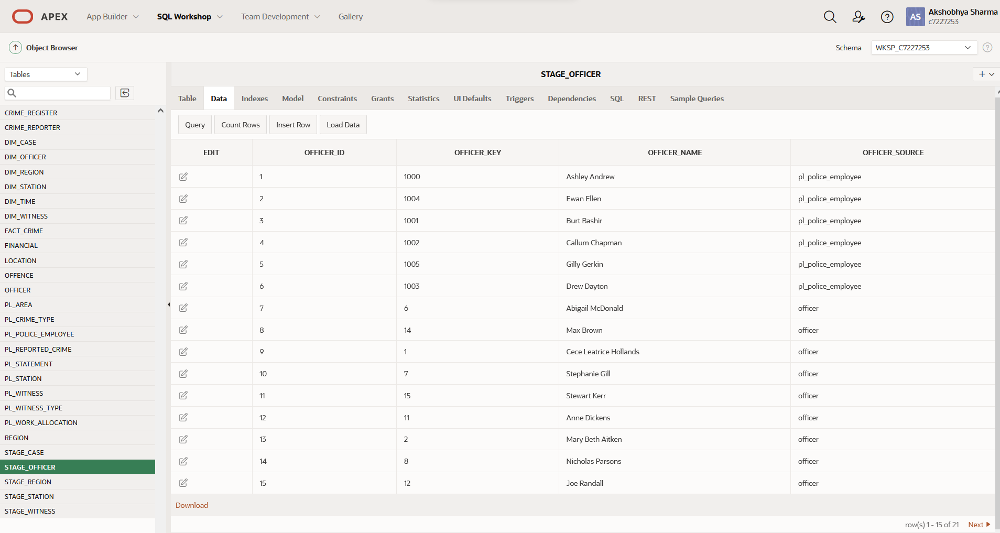 APEX App Builder SQL Workshop Team Development Gallery AS Akshobhya Sharma
c7227253
Object Browser Schema WKSP_C7227253
Tables
STAGE_OFFICER
Table Data Indexes Model Constraints Grants Statistics UI Defaults Triggers Dependencies SQL REST Sample Queries
Query Count Rows Insert Row Load Data
CRIME_REGISTER
CRIME_REPORTER
DIM_CASE
DIM_OFFICER
DIM_REGION
DIM_STATION
DIM_TIME
DIM_WITNESS
FACT_CRIME
FINANCIAL
LOCATION
OFFENCE
OFFICER
PL_AREA
PL_CRIME_TYPE
PL_POLICE_EMPLOYEE
PL_REPORTED_CRIME
PL_STATEMENT
PL_STATION
PL_WITNESS
PL_WITNESS_TYPE
PL_WORK_ALLOCATION
REGION
STAGE_CASE
STAGE_OFFICER
STAGE_REGION
STAGE_STATION
STAGE_WITNESS
EDIT OFFICER_ID OFFICER_KEY OFFICER_NAME OFFICER_SOURCE
1 1000 Ashley Andrew pl_police_employee
2 1004 Ewan Ellen pl_police_employee
3 1001 Burt Bashir pl_police_employee
4 1002 Callum Chapman pl_police_employee
5 1005 Gilly Gerkin pl_police_employee
6 1003 Drew Dayton pl_police_employee
7 6 Abigail McDonald officer
8 14 Max Brown officer
9 1 Cece Leatrice Hollands officer
10 7 Stephanie Gill officer
11 15 Stewart Kerr officer
12 11 Anne Dickens officer
13 2 Mary Beth Aitken officer
14 8 Nicholas Parsons officer
15 12 Joe Randall officer
Download
row(s) 1 - 15 of 21 Next